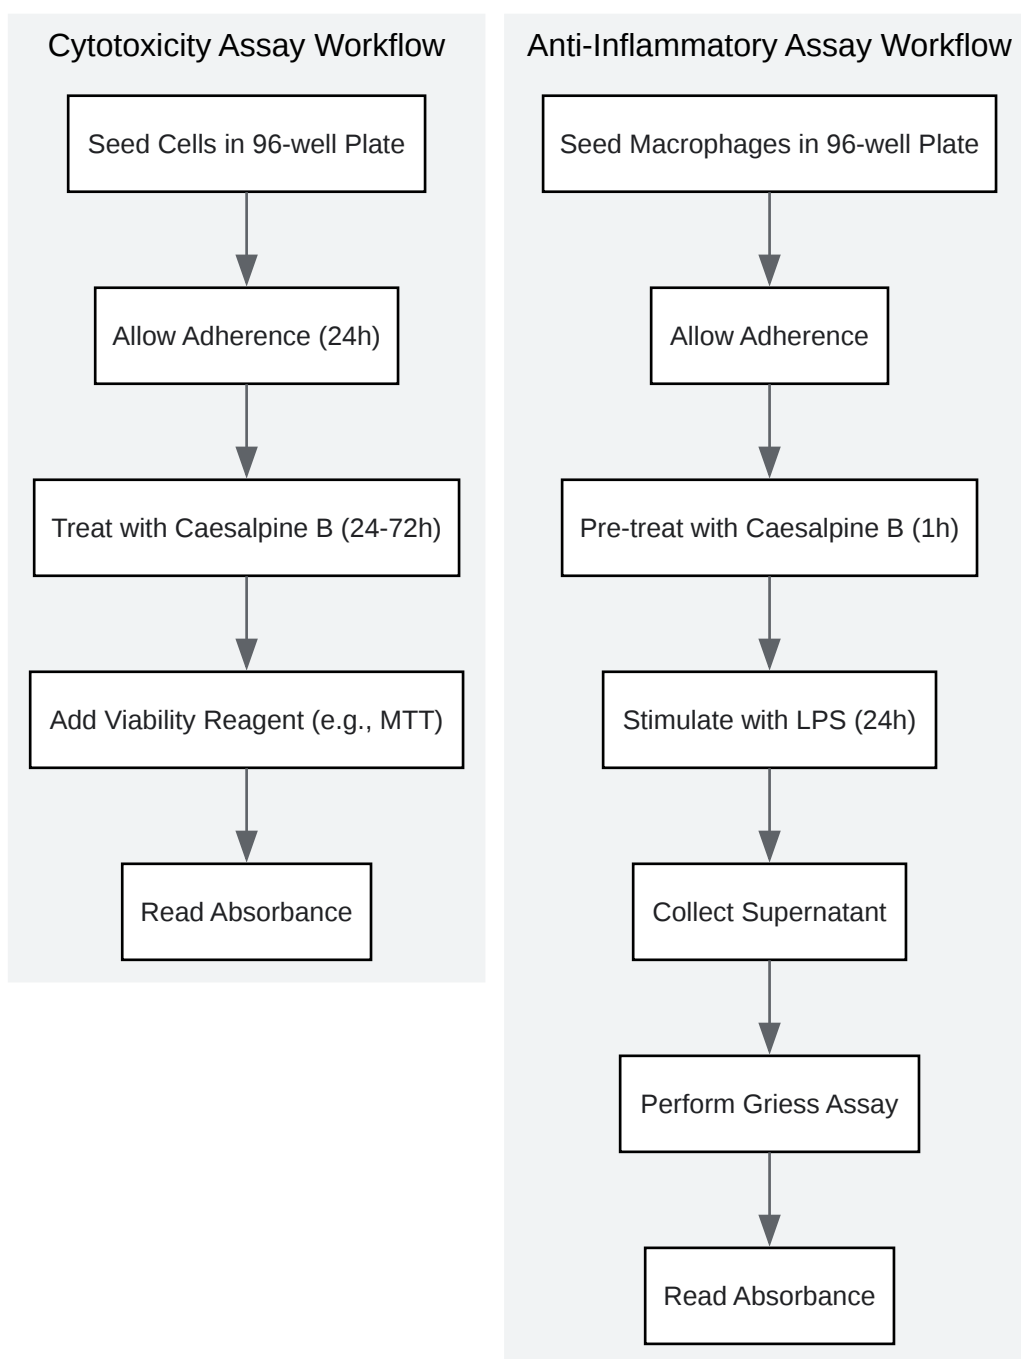 Cytotoxicity Assay Workflow
Seed Cells in 96-well Plate
Allow Adherence (24h)
Treat with Caesalpine B (24-72h)
Add Viability Reagent (e.g., MTT)
Read Absorbance
Anti-Inflammatory Assay Workflow
Seed Macrophages in 96-well Plate
Allow Adherence
Pre-treat with Caesalpine B (1h)
Stimulate with LPS (24h)
Collect Supernatant
Perform Griess Assay
Read Absorbance